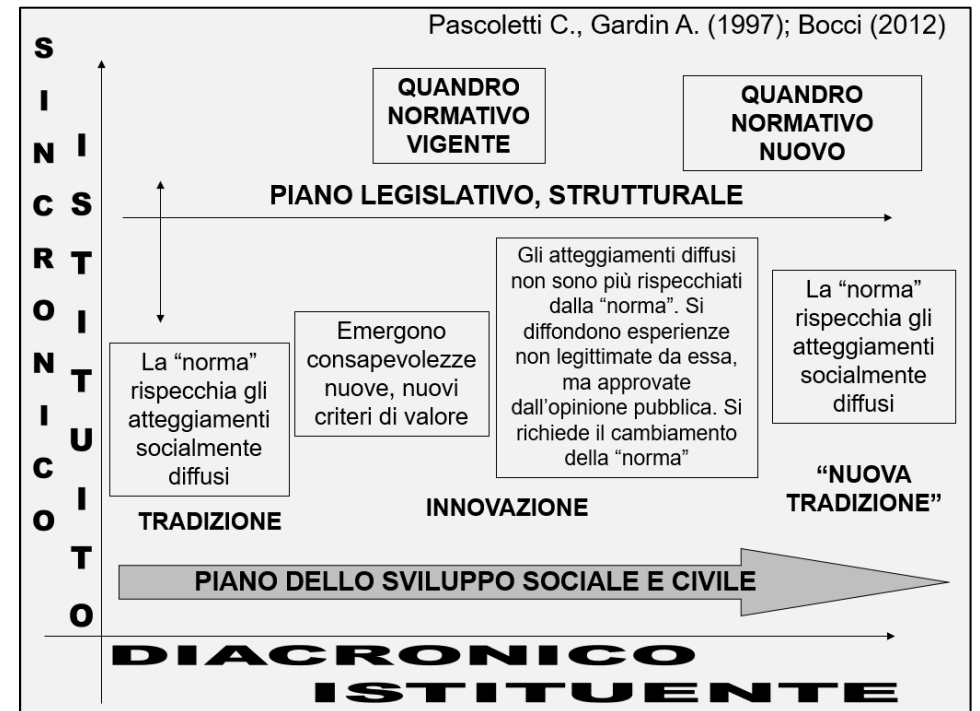 Pascoletti C., Gardin A. (1997); Bocci (2012)
SINCRONICO
ISTITUITO
QUANDRO
NORMATIVO
VIGENTE
QUANDRO
NORMATIVO
NUOVO
PIANO LEGISLATIVO, STRUTTURALE
La “norma”
rispecchia gli
atteggiamenti
socialmente
diffusi
Emergono
consapevolezze
nuove, nuovi
criteri di valore
Gli atteggiamenti diffusi
non sono più rispecchiati
dalla “norma”. Si
diffondono esperienze
non legittimate da essa,
ma approvate
dall’opinione pubblica. Si
richiede il cambiamento
della “norma”
La “norma”
rispecchia gli
atteggiamenti
socialmente
diffusi
TRADIZIONE
INNOVAZIONE
“NUOVA
TRADIZIONE”
PIANO DELLO SVILUPPO SOCIALE E CIVILE
DIACRONICO
ISTITUENTE